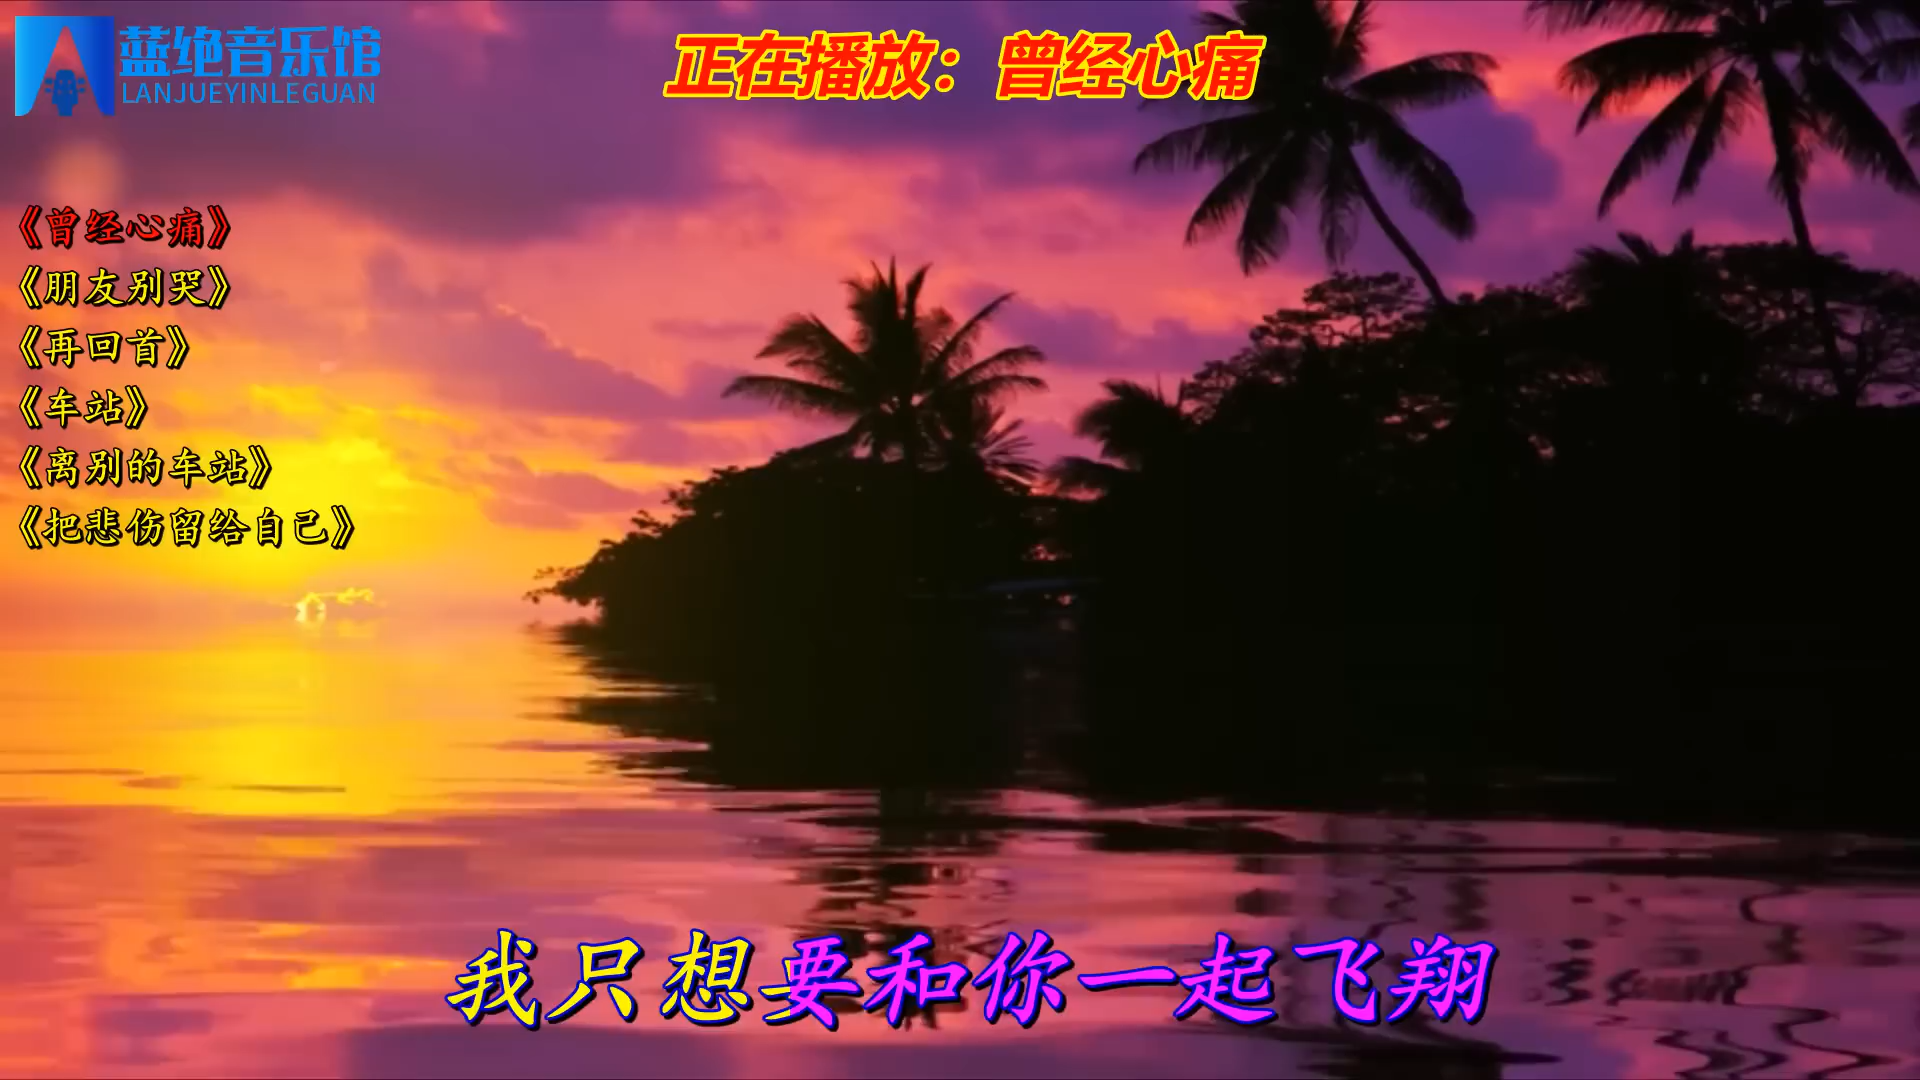 蓝绝音乐馆
LANJUEYINLEGUAN
正在播放：曾经心痛
《曾经心痛》
《朋友别哭》
《再回首》
《车站》
《离别的车站》
《把悲伤留给自己》
我只想要和你一起飞翔